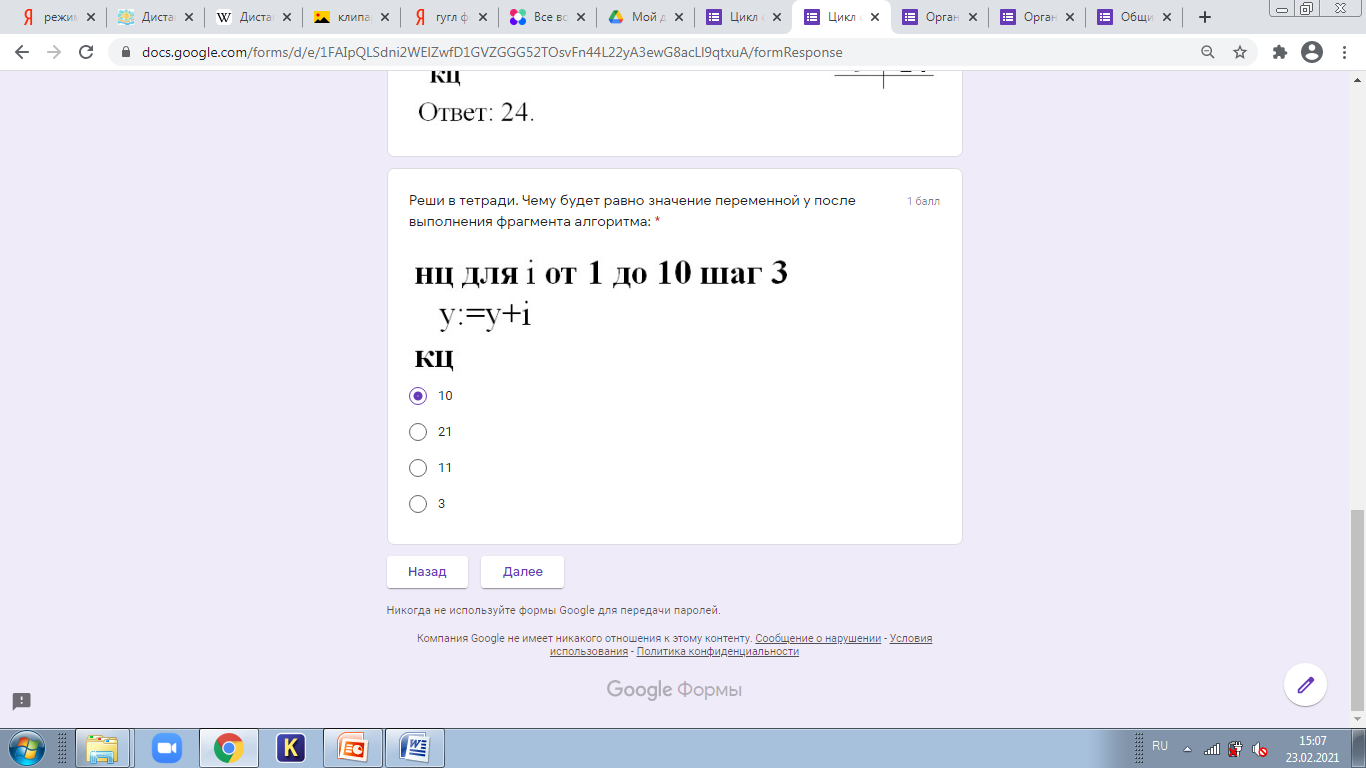 режим
Диста
Диста
клипа
гугл ф
Все во
Мой д
Цикл
Цикл
Орган
Орган
Общи
docs.google.com/forms/d/e/1FAIpQLSdni2WEIZwfD1GVZGGG52TOsvFn44L22yA3ewG8acLl9qtxuA/formResponse
кц
Ответ: 24.
Реши в тетради. Чему будет равно значение переменной y после
выполнения фрагмента алгоритма: *
1 балл
нц для i от 1 до 10 шаг 3
y:=y+i
кц
10
21
11
3
Назад
Далее
Никогда не используйте формы Google для передачи паролей.
Компания Google не имеет никакого отношения к этому контенту. Сообщение о нарушении - Условия
использования - Политика конфиденциальности
Google Формы
RU
15:07
23.02.2021